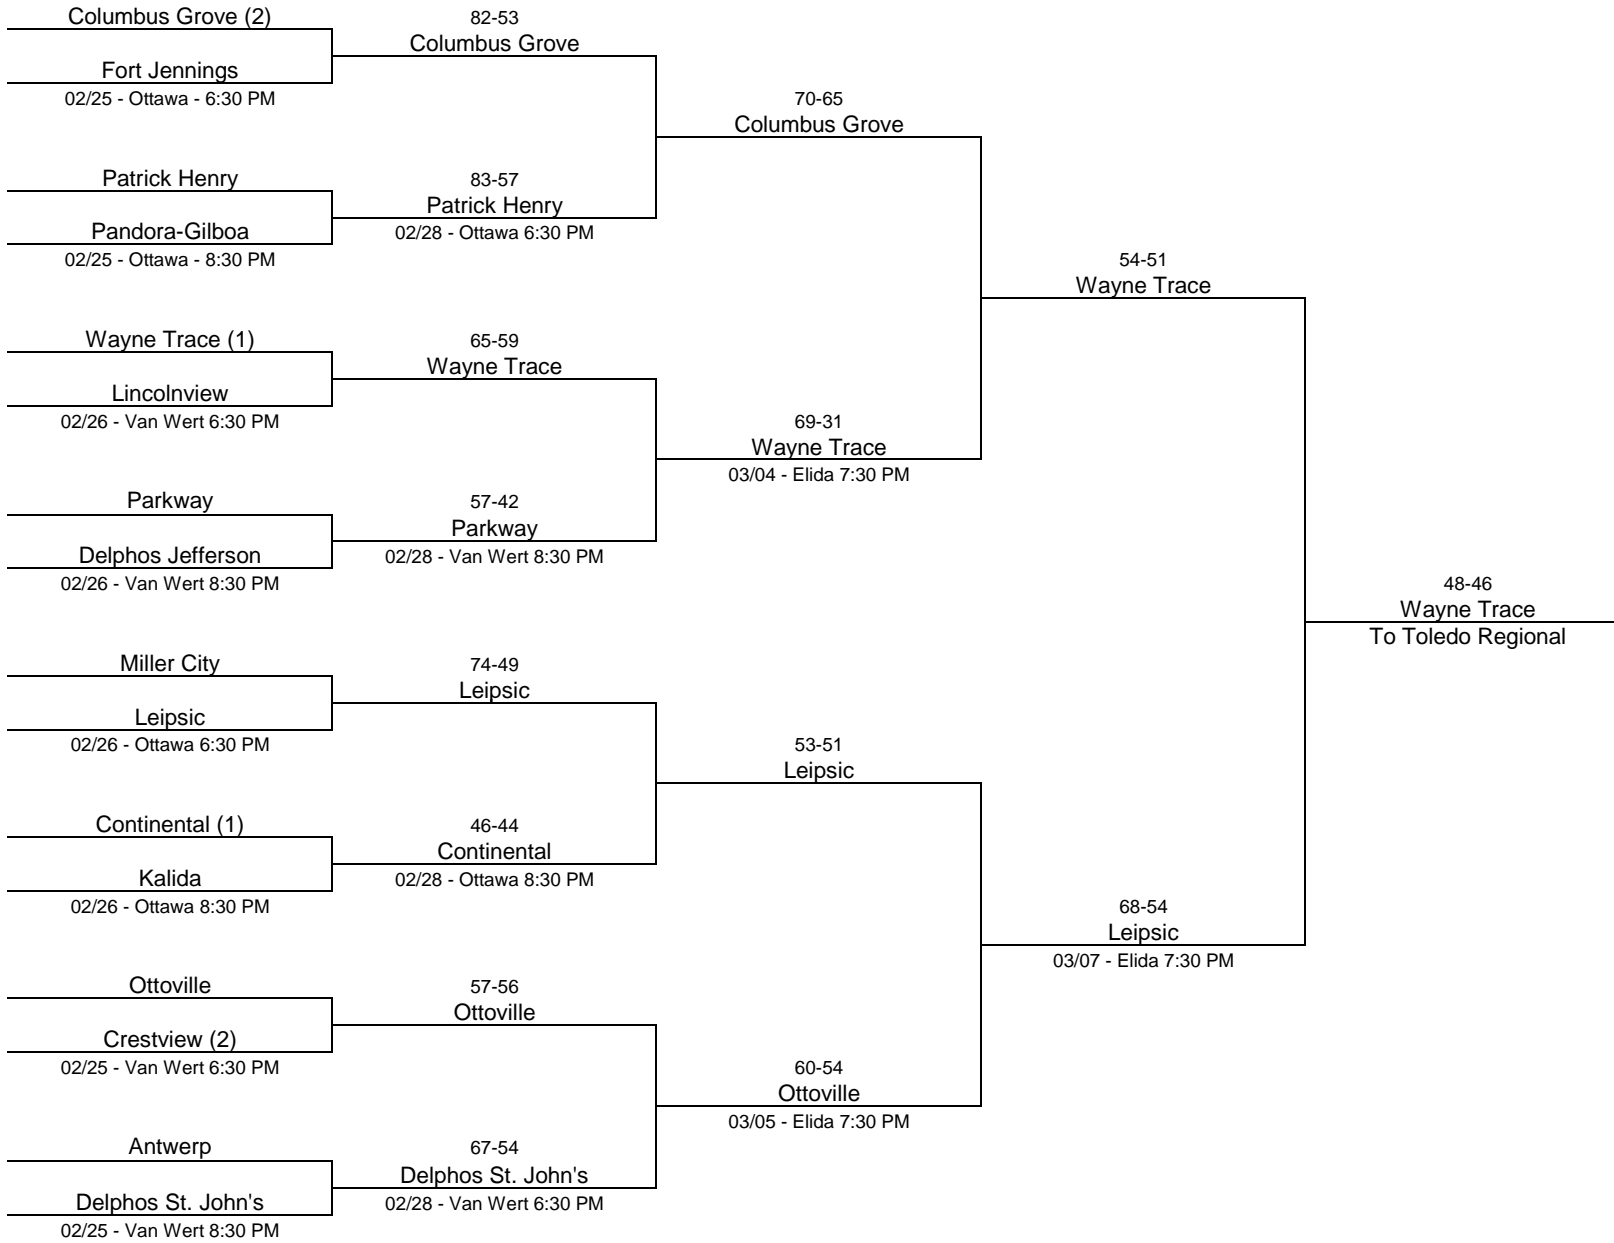 Columbus Grove (2)
Fort Jennings
02/25 - Ottawa - 6:30 PM
Patrick Henry
Pandora-Gilboa
02/25 - Ottawa - 8:30 PM
Wayne Trace (1)
Lincolnview
02/26 - Van Wert 6:30 PM
Parkway
Delphos Jefferson
02/26 - Van Wert 8:30 PM
Miller City
Leipsic
02/26 - Ottawa 6:30 PM
Continental (1)
Kalida
02/26 - Ottawa 8:30 PM
Ottoville
Crestview (2)
02/25 - Van Wert 6:30 PM
Antwerp
Delphos St. John's
02/25 - Van Wert 8:30 PM
82-53
Columbus Grove
83-57
Patrick Henry
02/28 - Ottawa 6:30 PM
65-59
Wayne Trace
57-42
Parkway
02/28 - Van Wert 8:30 PM
74-49
Leipsic
46-44
Continental
02/28 - Ottawa 8:30 PM
57-56
Ottoville
67-54
Delphos St. John's
02/28 - Van Wert 6:30 PM
70-65
Columbus Grove
69-31
Wayne Trace
03/04 - Elida 7:30 PM
53-51
Leipsic
60-54
Ottoville
03/05 - Elida 7:30 PM
54-51
Wayne Trace
68-54
Leipsic
03/07 - Elida 7:30 PM
48-46
Wayne Trace
To Toledo Regional